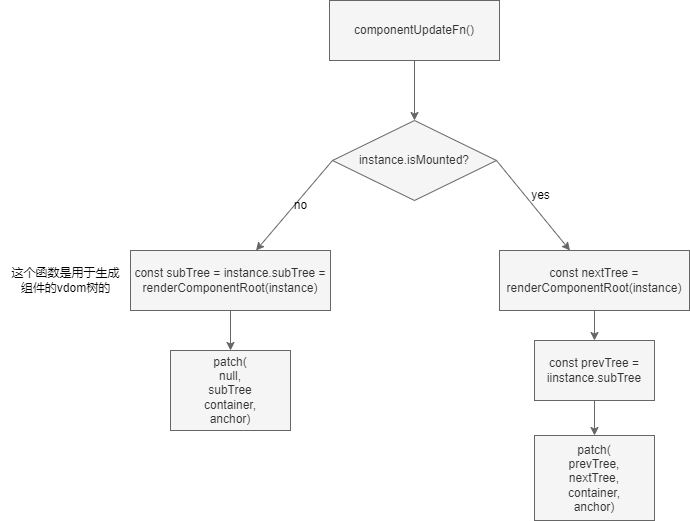 componentUpdateFn()
instance.isMounted?
no
yes
这个函数是用于生成
组件的vdom树的
const subTree = instance.subTree =
renderComponentRoot(instance)
const nextTree =
renderComponentRoot(instance)
patch(
null,
subTree
container,
anchor)
const prevTree =
iinstance.subTree
patch(
prevTree,
nextTree,
container,
anchor)